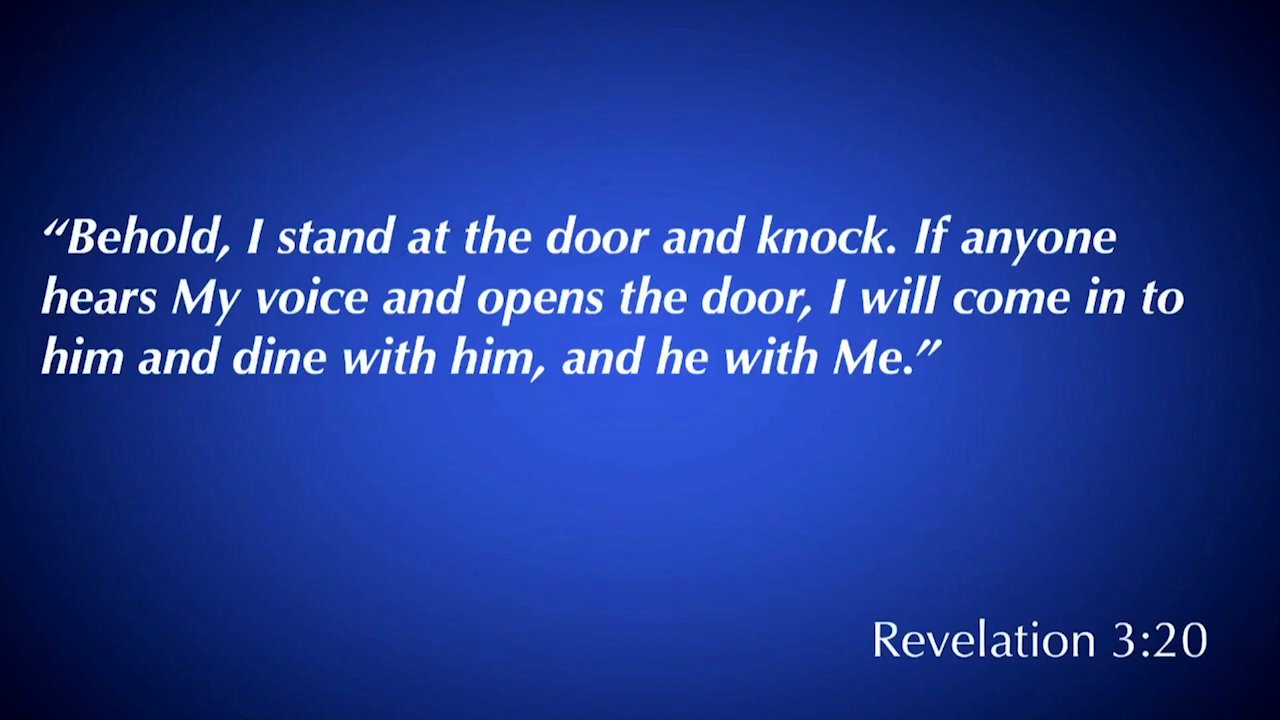 “Behold, I stand at the door and knock. If anyone
hears My voice and opens the door, I will come in to
him and dine with him, and he with Me.”
Revelation 3:20